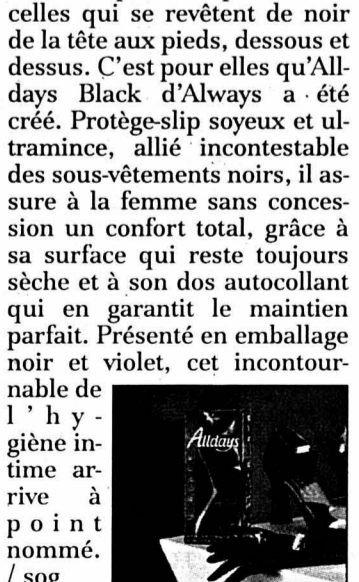 celles qui se revêtent de noir
de la tête aux pieds, dessous et
dessus. C'est pour elles qu'All-
days Black d'Always a été
créé. Protège-slip soyeux et ul-
tramince, allié incontestable
des sous-vêtements noirs, il as-
sure à la femme sans conces-
sion un confort total, grâce à
sa surface qui reste toujours
sèche et à son dos autocollant
qui en garantit le maintien
parfait. Présenté en emballage
noir et violet, cet incontour-
nable de
l'hy-
giène in-
time ar-
rive à
point
nommé.
/ sog
Alldays